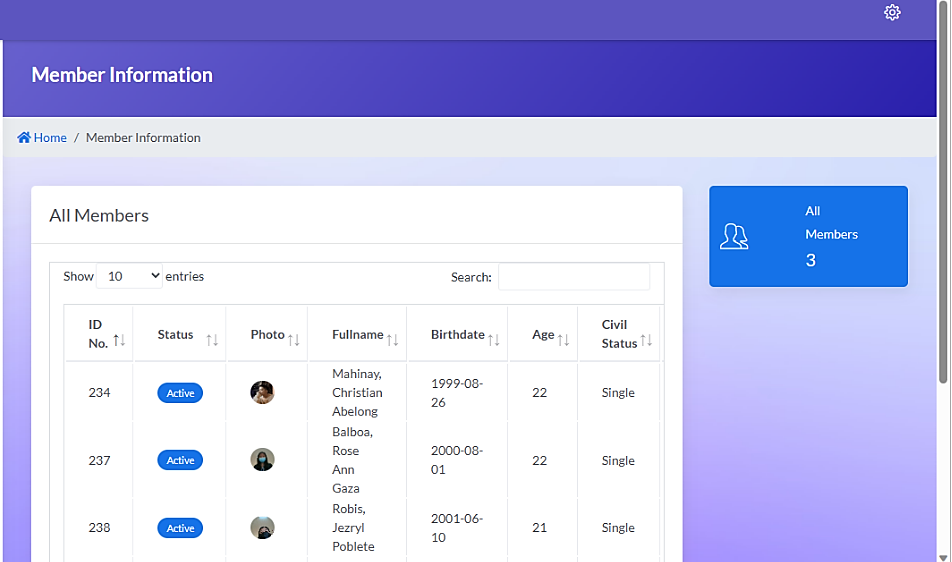 Member Information
Home / Member Information
All Members
All
Members
3
Show 10 entries
Search:
ID
No.
Status
Photo
Fullname
Birthdate
Age
Civil
Status
234
Active
Mahinay,
Christian
Abelong
1999-08-
26
22
Single
237
Active
Balboa,
Rose
Ann
Gaza
2000-08-
01
22
Single
238
Active
Robis,
Jezryl
Poblete
2001-06-
10
21
Single